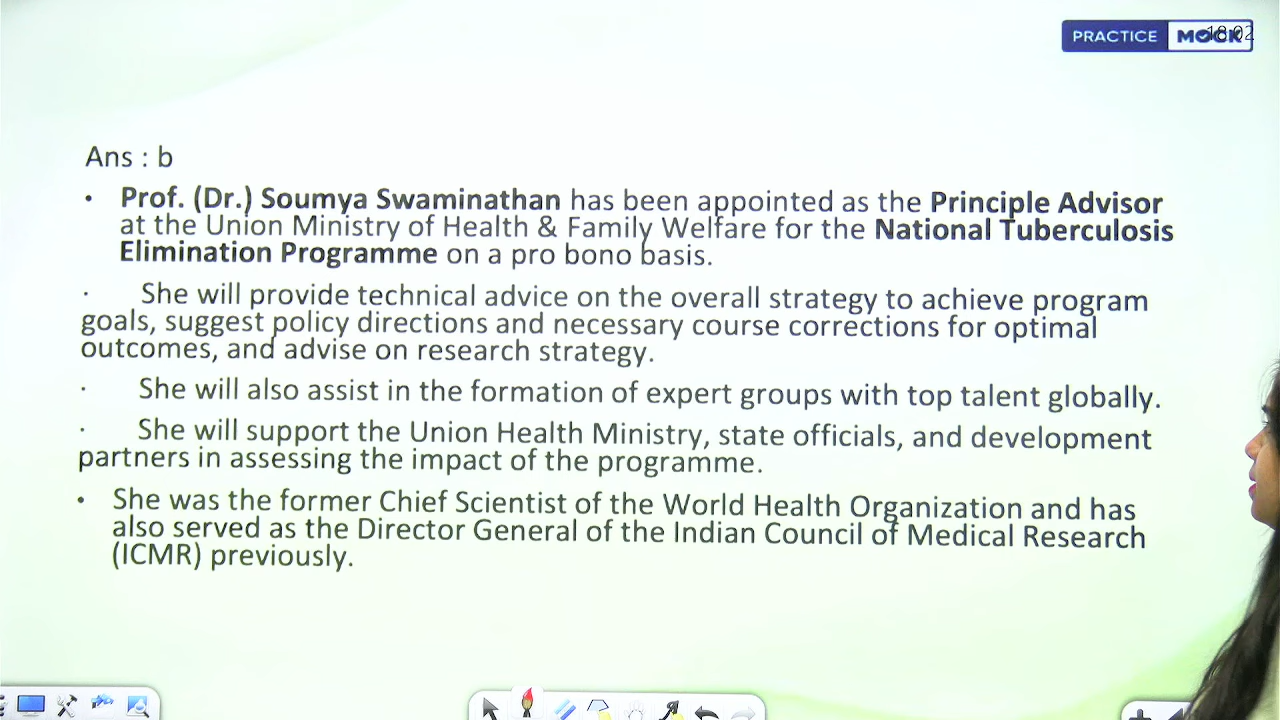 PRACTICE MOCK
18:02
Ans : b
• Prof. (Dr.) Soumya Swaminathan has been appointed as the Principle Advisor
at the Union Ministry of Health & Family Welfare for the National Tuberculosis
Elimination Programme on a pro bono basis.
· She will provide technical advice on the overall strategy to achieve program
goals, suggest policy directions and necessary course corrections for optimal
outcomes, and advise on research strategy.
· She will also assist in the formation of expert groups with top talent globally.
· She will support the Union Health Ministry, state officials, and development
partners in assessing the impact of the programme.
• She was the former Chief Scientist of the World Health Organization and has
also served as the Director General of the Indian Council of Medical Research
(ICMR) previously.